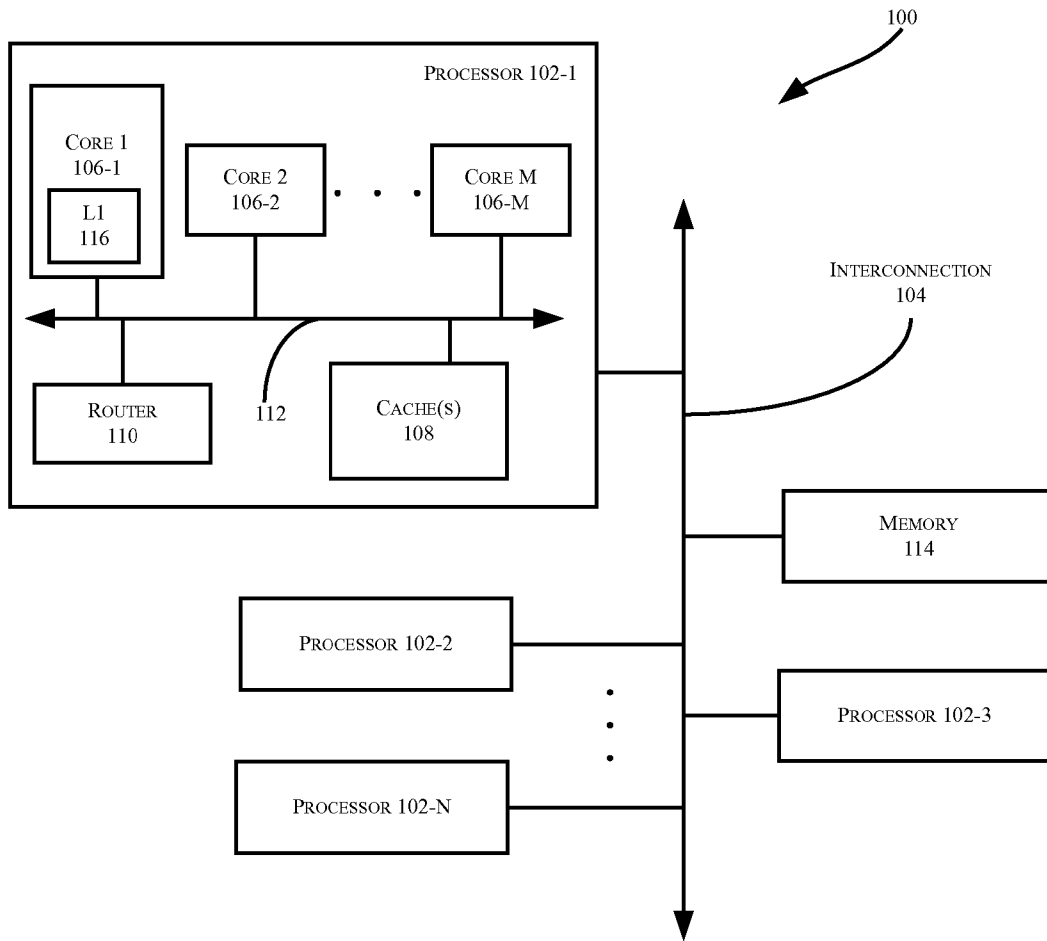 100
PROCESSOR 102-1
CORE 1
106-1
L1
116
CORE 2
106-2
CORE M
106-M
INTERCONNECTION
104
ROUTER
110
112
CACHE(S)
108
MEMORY
114
PROCESSOR 102-2
PROCESSOR 102-3
PROCESSOR 102-N